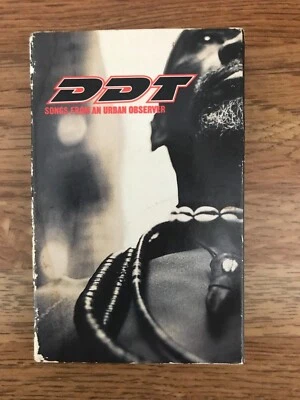 DDT
SONGS FROM AN URBAN OBSERVER